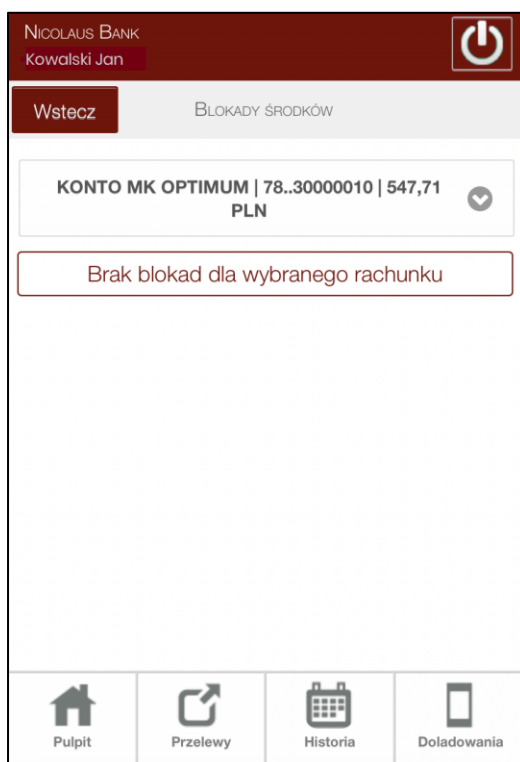 Nicolaus Bank
Kowalski Jan
Wstecz
Blokady środków
KONTO MK OPTIMUM | 78..30000010 | 547,71
PLN
Brak blokad dla wybranego rachunku
Pulpit
Przelewy
Historia
Doladowania